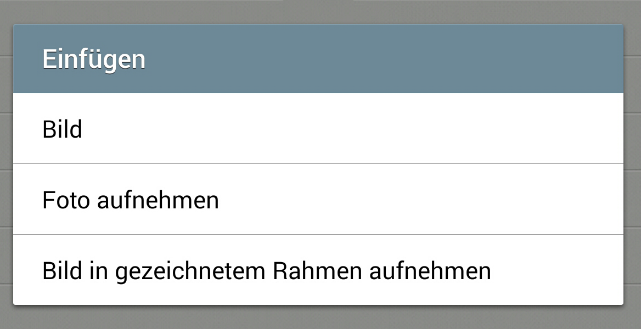 Einfügen
Bild
Foto aufnehmen
Bild in gezeichnetem Rahmen aufnehmen